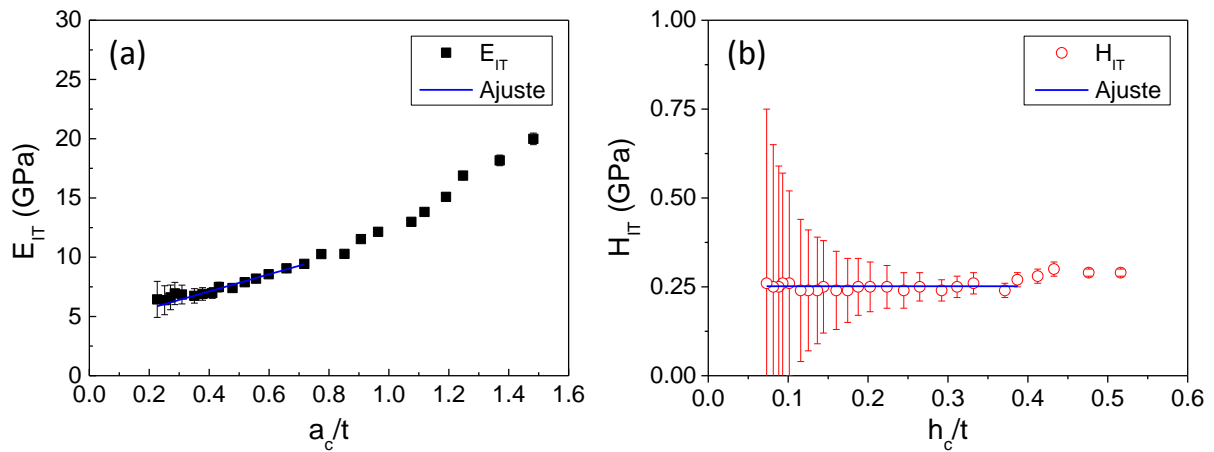 (a)
E_IT
Ajuste
E_IT (GPa)
30
25
20
15
10
5
0
0.0 0.2 0.4 0.6 0.8 1.0 1.2 1.4 1.6
a_c/t
(b)
H_IT
Ajuste
H_IT (GPa)
1.00
0.75
0.50
0.25
0.00
0.0 0.1 0.2 0.3 0.4 0.5 0.6
h_c/t